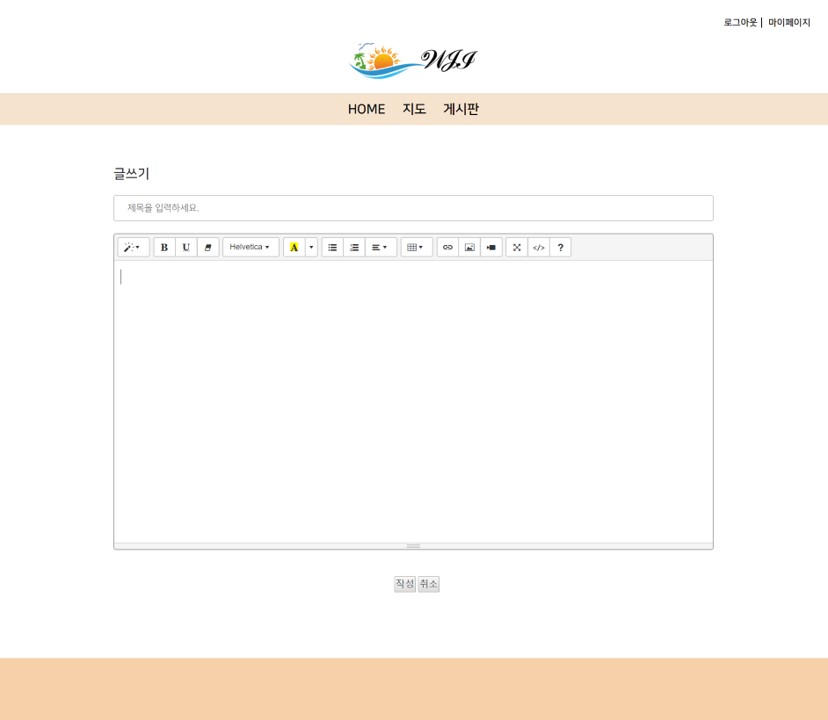 로그아웃 | 마이페이지
WJI
HOME 지도 게시판
글쓰기
제목을 입력하세요.
B U Helvetica A </> ?
작성 취소